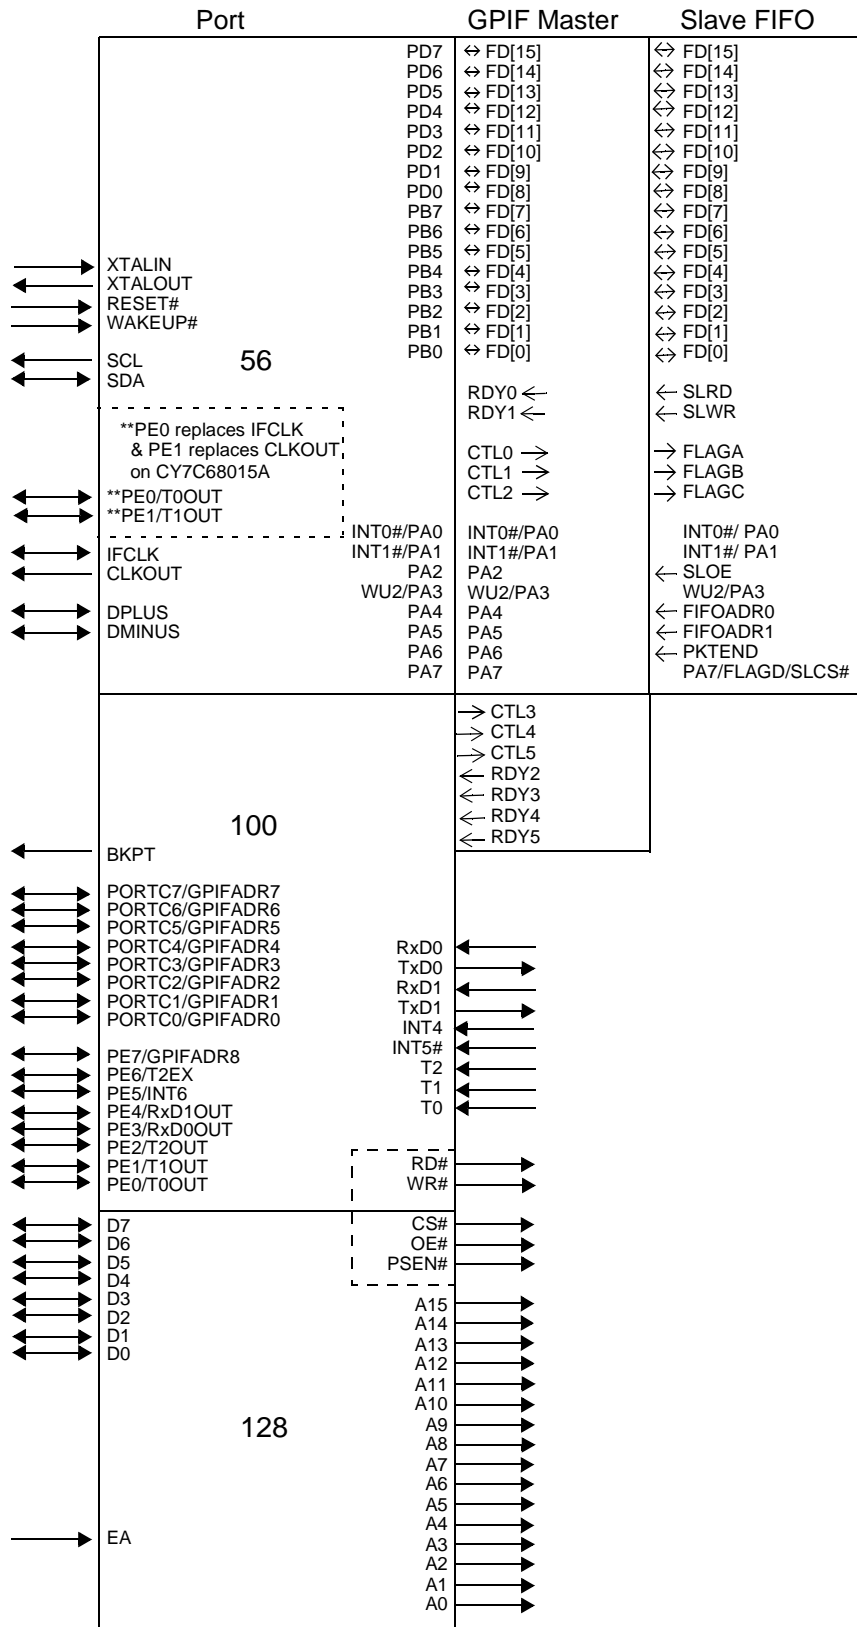 Port GPIF Master Slave FIFO
PD7 FD[15] FD[15]
PD6 FD[14] FD[14]
PD5 FD[13] FD[13]
PD4 FD[12] FD[12]
PD3 FD[11] FD[11]
PD2 FD[10] FD[10]
PD1 FD[9] FD[9]
PD0 FD[8] FD[8]
PB7 FD[7] FD[7]
PB6 FD[6] FD[6]
PB5 FD[5] FD[5]
XTALIN PB4 FD[4] FD[4]
XTALOUT PB3 FD[3] FD[3]
RESET# PB2 FD[2] FD[2]
WAKEUP# PB1 FD[1] FD[1]
SCL 56 PB0 FD[0] FD[0]
SDA
RDY0 SLRD
RDY1 SLWR
**PE0 replaces IFCLK
& PE1 replaces CLKOUT CTL0 FLAGA
on CY7C68015A CTL1 FLAGB
**PE0/T0OUT CTL2 FLAGC
**PE1/T1OUT
INT0#/PA0 INT0#/PA0 INT0#/ PA0
IFCLK INT1#/PA1 INT1#/PA1 INT1#/ PA1
CLKOUT PA2 PA2 SLOE
WU2/PA3 WU2/PA3 WU2/PA3
DPLUS PA4 PA4 FIFOADR0
DMINUS PA5 PA5 FIFOADR1
PA6 PA6 PKTEND
PA7 PA7 PA7/FLAGD/SLCS#
CTL3
CTL4
CTL5
RDY2
RDY3
100 RDY4
RDY5
BKPT
PORTC7/GPIFADR7
PORTC6/GPIFADR6
PORTC5/GPIFADR5
PORTC4/GPIFADR4 RxD0
PORTC3/GPIFADR3 TxD0
PORTC2/GPIFADR2 RxD1
PORTC1/GPIFADR1 TxD1
PORTC0/GPIFADR0 INT4
INT5#
PE7/GPIFADR8 T2
PE6/T2EX T1
PE5/INT6 T0
PE4/RxD1OUT
PE3/RxD0OUT
PE2/T2OUT
PE1/T1OUT RD#
PE0/T0OUT WR#
D7 CS#
D6 OE#
D5 PSEN#
D4
D3 A15
D2 A14
D1 A13
D0 A12
A11
A10
128 A9
A8
A7
A6
A5
A4
EA A3
A2
A1
A0